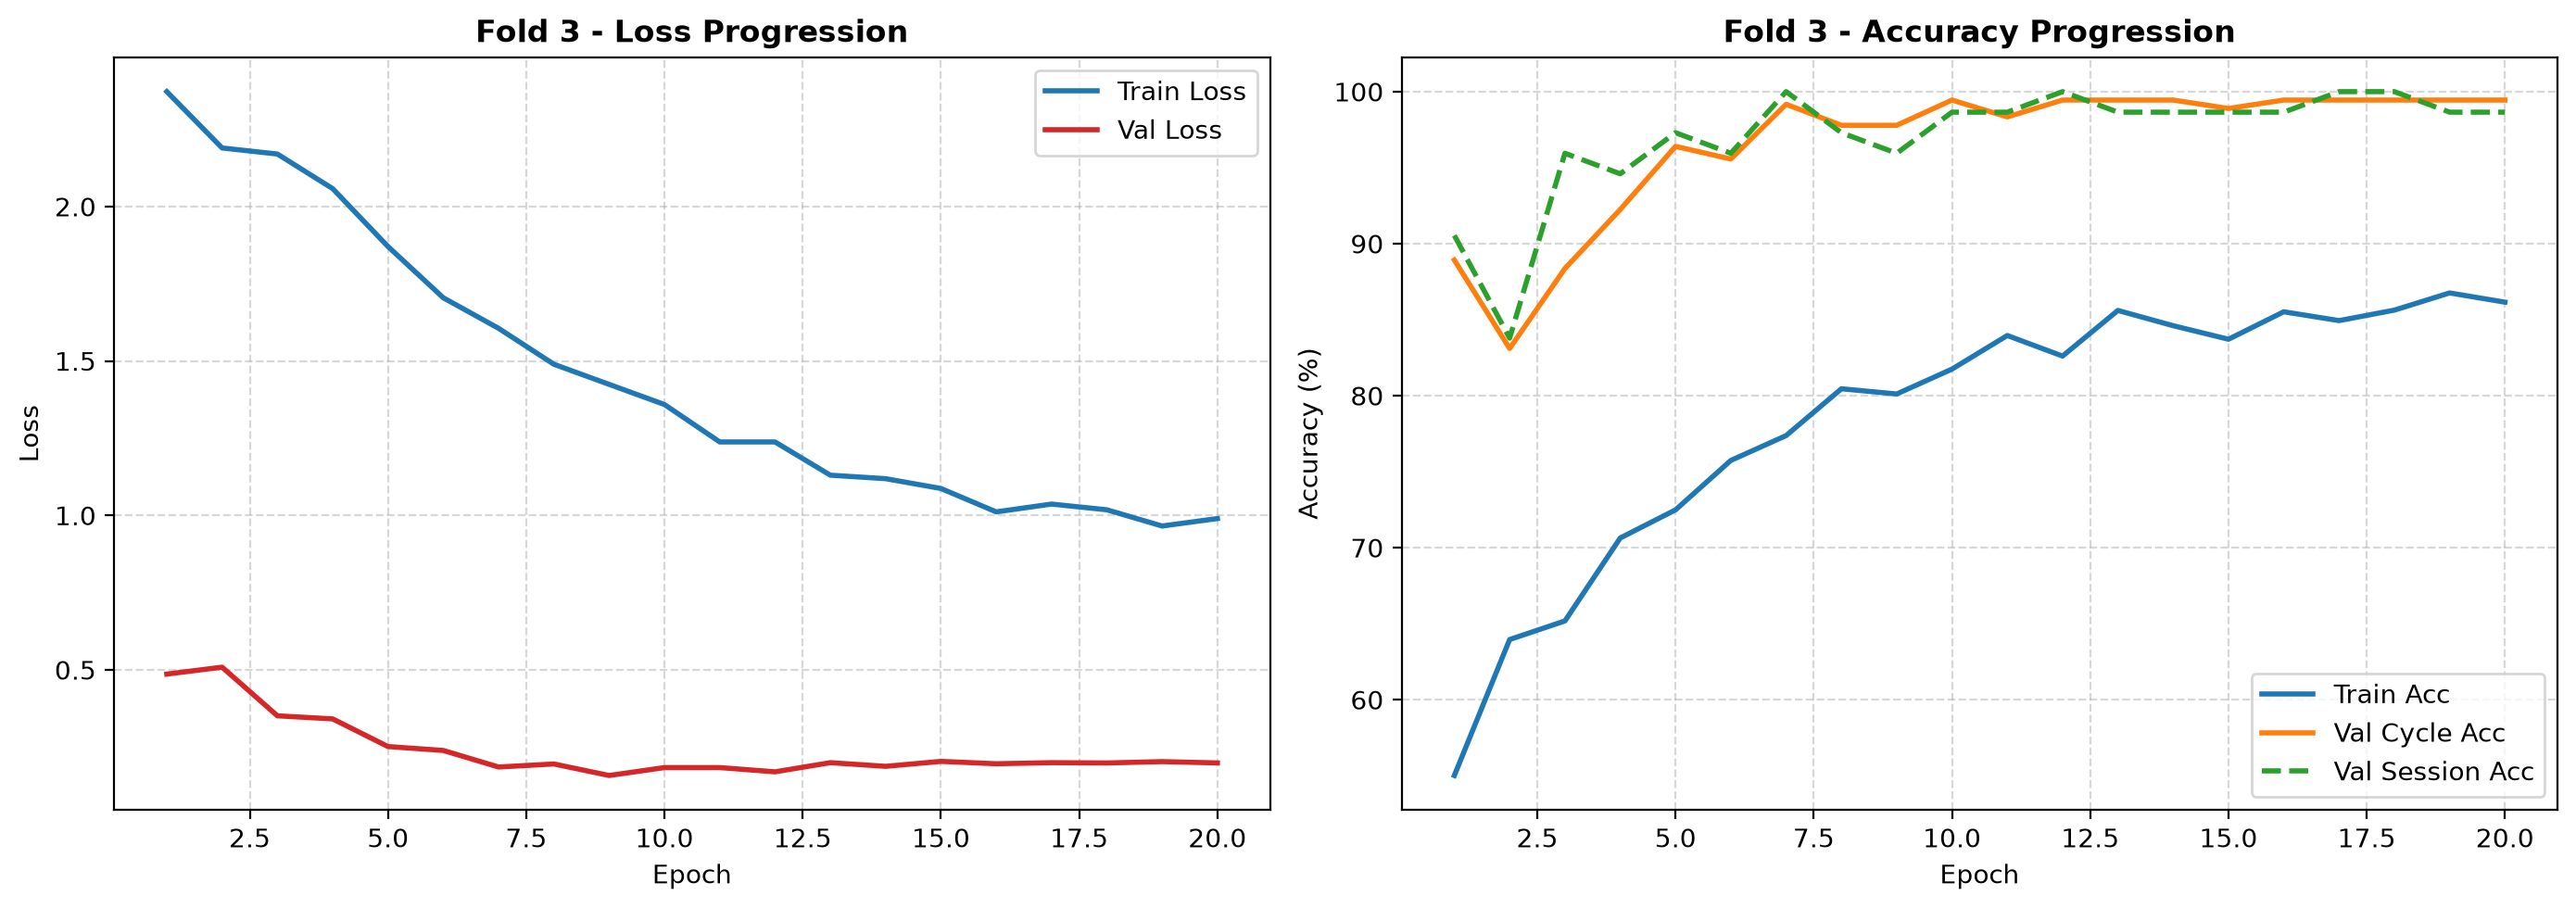 Fold 3 - Loss Progression
Train Loss
Val Loss
2.0
1.5
1.0
0.5
Loss
2.5 5.0 7.5 10.0 12.5 15.0 17.5 20.0
Epoch
Fold 3 - Accuracy Progression
100
90
80
70
60
Accuracy (%)
Train Acc
Val Cycle Acc
Val Session Acc
2.5 5.0 7.5 10.0 12.5 15.0 17.5 20.0
Epoch